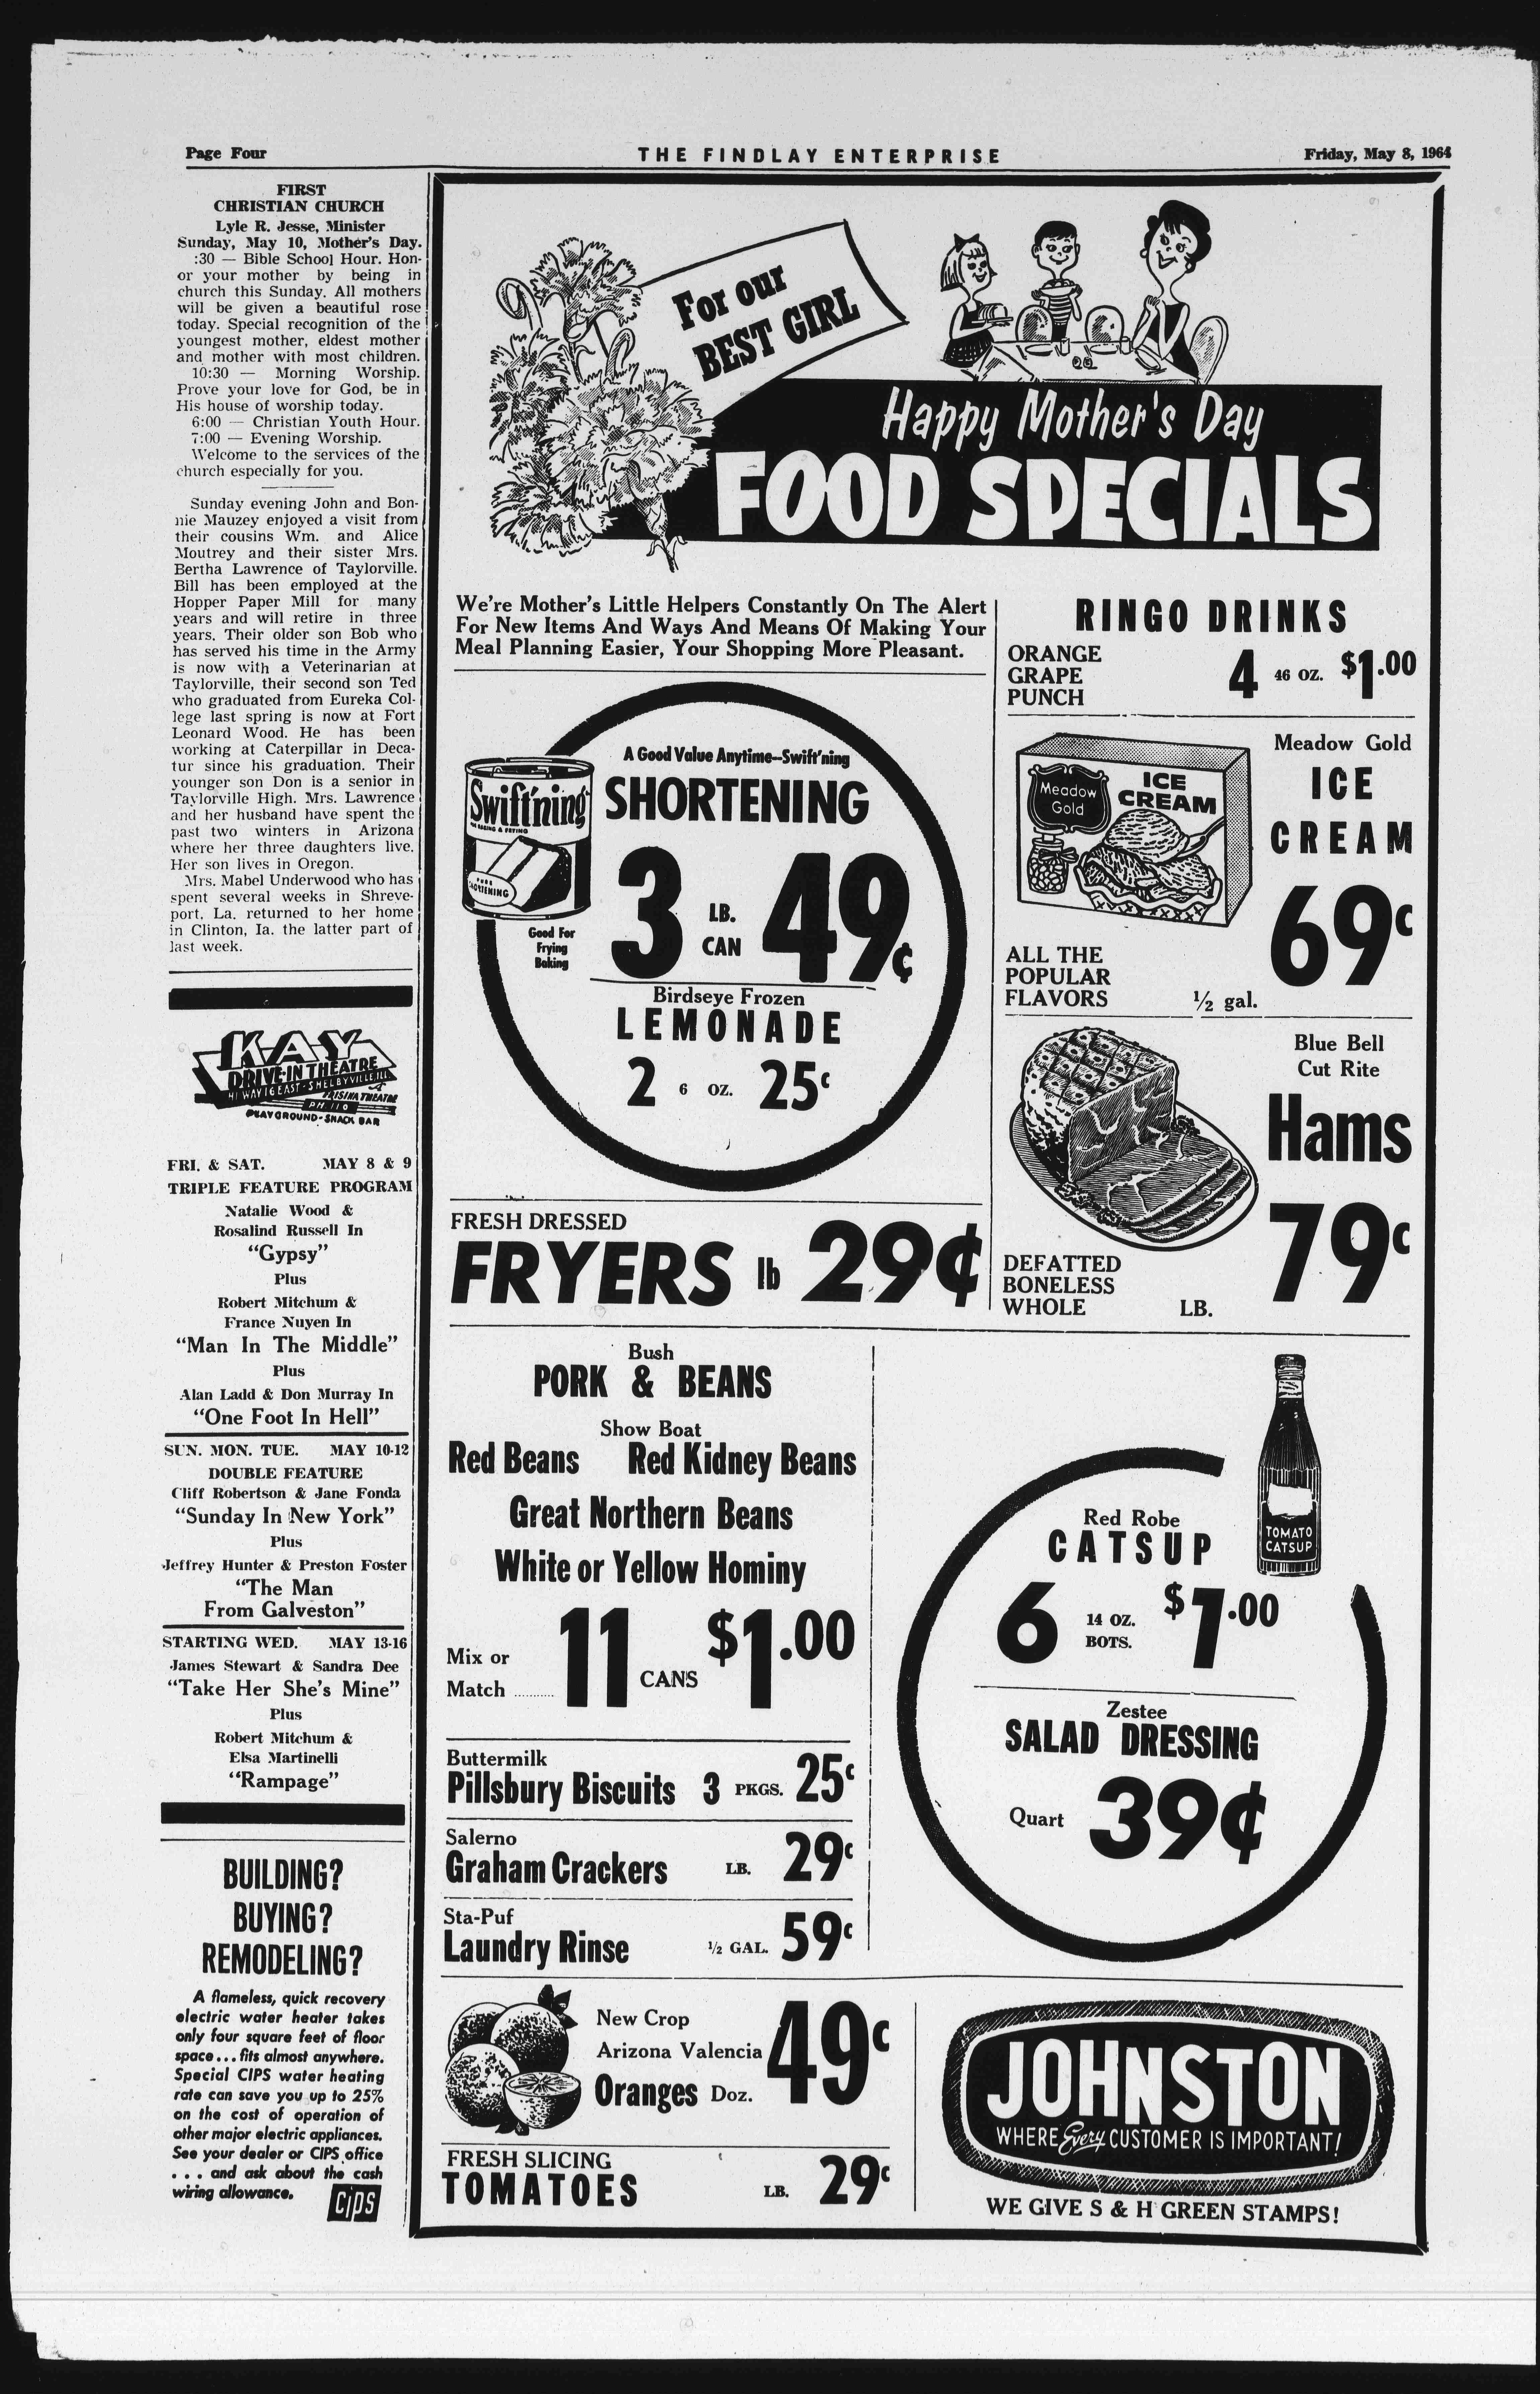 Page Four
THE FINDLAY ENTERPRISE
Friday, May 8, 1964
FIRST
CHRISTIAN CHURCH
Lyle R. Jesse, Minister
Sunday, May 10, Mother's Day.
:30 — Bible School Hour. Hon-
or your mother by being in
church this Sunday. All mothers
will be given a beautiful rose
today. Special recognition of the
youngest mother, eldest mother
and mother with most children.
10:30 — Morning Worship.
Prove your love for God, be in
His house of worship today.
6:00 — Christian Youth Hour.
7:00 — Evening Worship.
Welcome to the services of the
church especially for you.
Sunday evening John and Bon-
nie Mauzey enjoyed a visit from
their cousins Wm. and Alice
Moutrey and their sister Mrs.
Bertha Lawrence of Taylorville.
Bill has been employed at the
Hopper Paper Mill for many
years and will retire in three
years. Their older son Bob who
has served his time in the Army
is now with a Veterinarian at
Taylorville, their second son Ted
who graduated from Eureka Col-
lege last spring is now at Fort
Leonard Wood. He has been
working at Caterpillar in Deca-
tur since his graduation. Their
younger son Don is a senior in
Taylorville High. Mrs. Lawrence
and her husband have spent the
past two winters in Arizona
where her three daughters live.
Her son lives in Oregon.
Mrs. Mabel Underwood who has
spent several weeks in Shreve-
port, La. returned to her home
in Clinton, Ia. the latter part of
last week.
KAY
DRIVE-IN THEATRE
HI WAY 16 EAST - SHELBYVILLE, ILL.
A FRISINA THEATRE
PH 110
PLAYGROUND - SNACK BAR
FRI. & SAT. MAY 8 & 9
TRIPLE FEATURE PROGRAM
Natalie Wood &
Rosalind Russell In
"Gypsy"
Plus
Robert Mitchum &
France Nuyen In
"Man In The Middle"
Plus
Alan Ladd & Don Murray In
"One Foot In Hell"
SUN. MON. TUE. MAY 10-12
DOUBLE FEATURE
Cliff Robertson & Jane Fonda
"Sunday In New York"
Plus
Jeffrey Hunter & Preston Foster
"The Man
From Galveston"
STARTING WED. MAY 13-16
James Stewart & Sandra Dee
"Take Her She's Mine"
Plus
Robert Mitchum &
Elsa Martinelli
"Rampage"
BUILDING?
BUYING?
REMODELING?
A flameless, quick recovery
electric water heater takes
only four square feet of floor
space...fits almost anywhere.
Special CIPS water heating
rate can save you up to 25%
on the cost of operation of
other major electric appliances.
See your dealer or CIPS office
. . . and ask about the cash
wiring allowance.
CIPS
For our
BEST GIRL
Happy Mother's Day
FOOD SPECIALS
We're Mother's Little Helpers Constantly On The Alert
For New Items And Ways And Means Of Making Your
Meal Planning Easier, Your Shopping More Pleasant.
A Good Value Anytime--Swift'ning
SHORTENING
Swift'ning
FOR BAKING & FRYING
PURE
SHORTENING
3 LB.
CAN 49¢
Good For
Frying
Baking
Birdseye Frozen
LEMONADE
2 6 OZ. 25c
FRESH DRESSED
FRYERS lb 29¢
RINGO DRINKS
ORANGE
GRAPE
PUNCH
4 46 OZ. $1.00
Meadow Gold
ICE
CREAM
Meadow
Gold
ICE
CREAM
69c
ALL THE
POPULAR
FLAVORS
½ gal.
Blue Bell
Cut Rite
Hams
79c
DEFATTED
BONELESS
WHOLE
LB.
Bush
PORK & BEANS
Show Boat
Red Beans Red Kidney Beans
Great Northern Beans
White or Yellow Hominy
Mix or
Match .......... 11 CANS $1.00
Buttermilk
Pillsbury Biscuits 3 PKGS. 25c
Salerno
Graham Crackers LB. 29c
Sta-Puf
Laundry Rinse ½ GAL. 59c
Red Robe
CATSUP
TOMATO
CATSUP
6 14 OZ.
BOTS. $1.00
Zestee
SALAD DRESSING
Quart 39¢
New Crop
Arizona Valencia
Oranges Doz. 49c
FRESH SLICING
TOMATOES LB. 29c
JOHNSTON
WHERE Every CUSTOMER IS IMPORTANT!
WE GIVE S & H GREEN STAMPS!